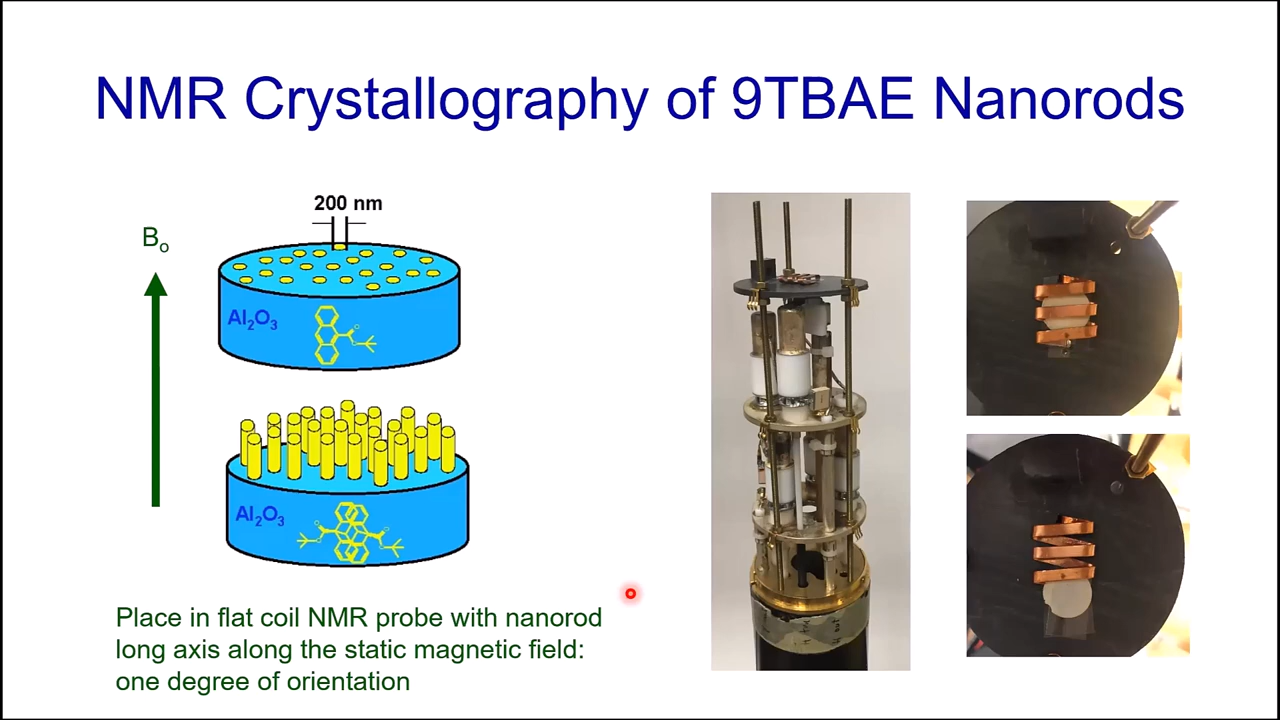 NMR Crystallography of 9TBAE Nanorods
200 nm
Bo
Al2O3
Al2O3
Place in flat coil NMR probe with nanorod
long axis along the static magnetic field:
one degree of orientation